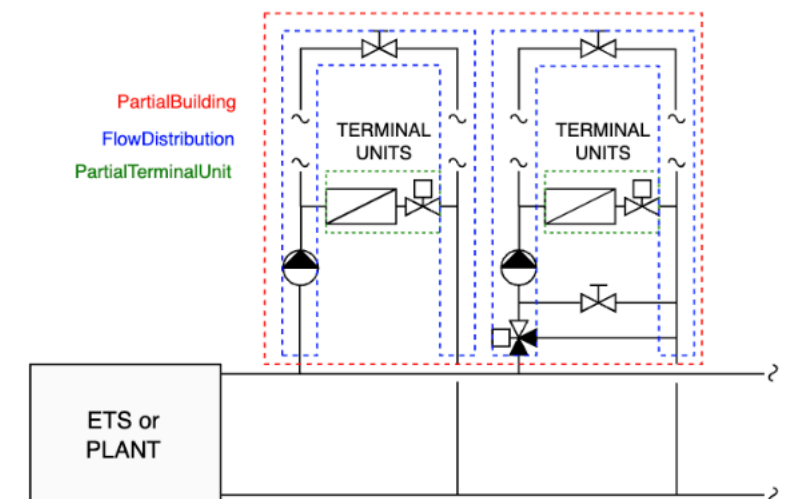 PartialBuilding
FlowDistribution
PartialTerminalUnit
TERMINAL
UNITS
TERMINAL
UNITS
ETS or
PLANT